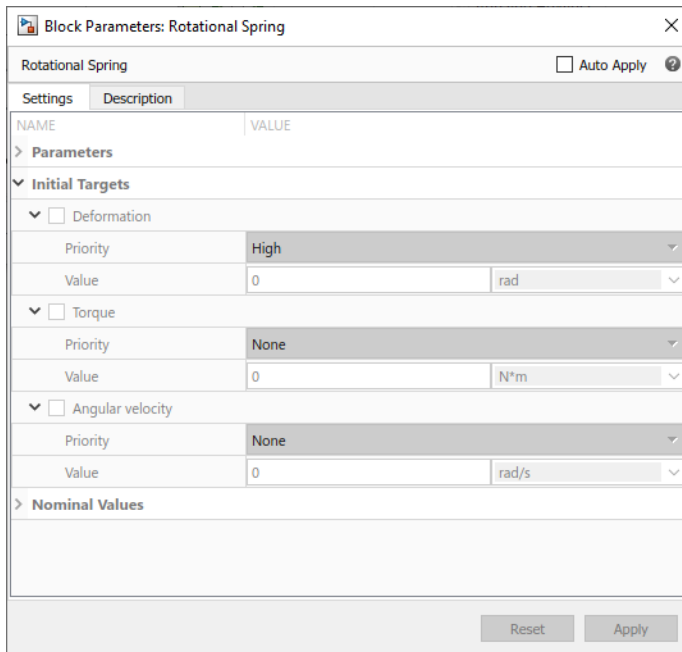 Block Parameters: Rotational Spring
Rotational Spring Auto Apply
Settings Description
NAME VALUE
Parameters
Initial Targets
Deformation
Priority High
Value 0 rad
Torque
Priority None
Value 0 N*m
Angular velocity
Priority None
Value 0 rad/s
Nominal Values
Reset Apply